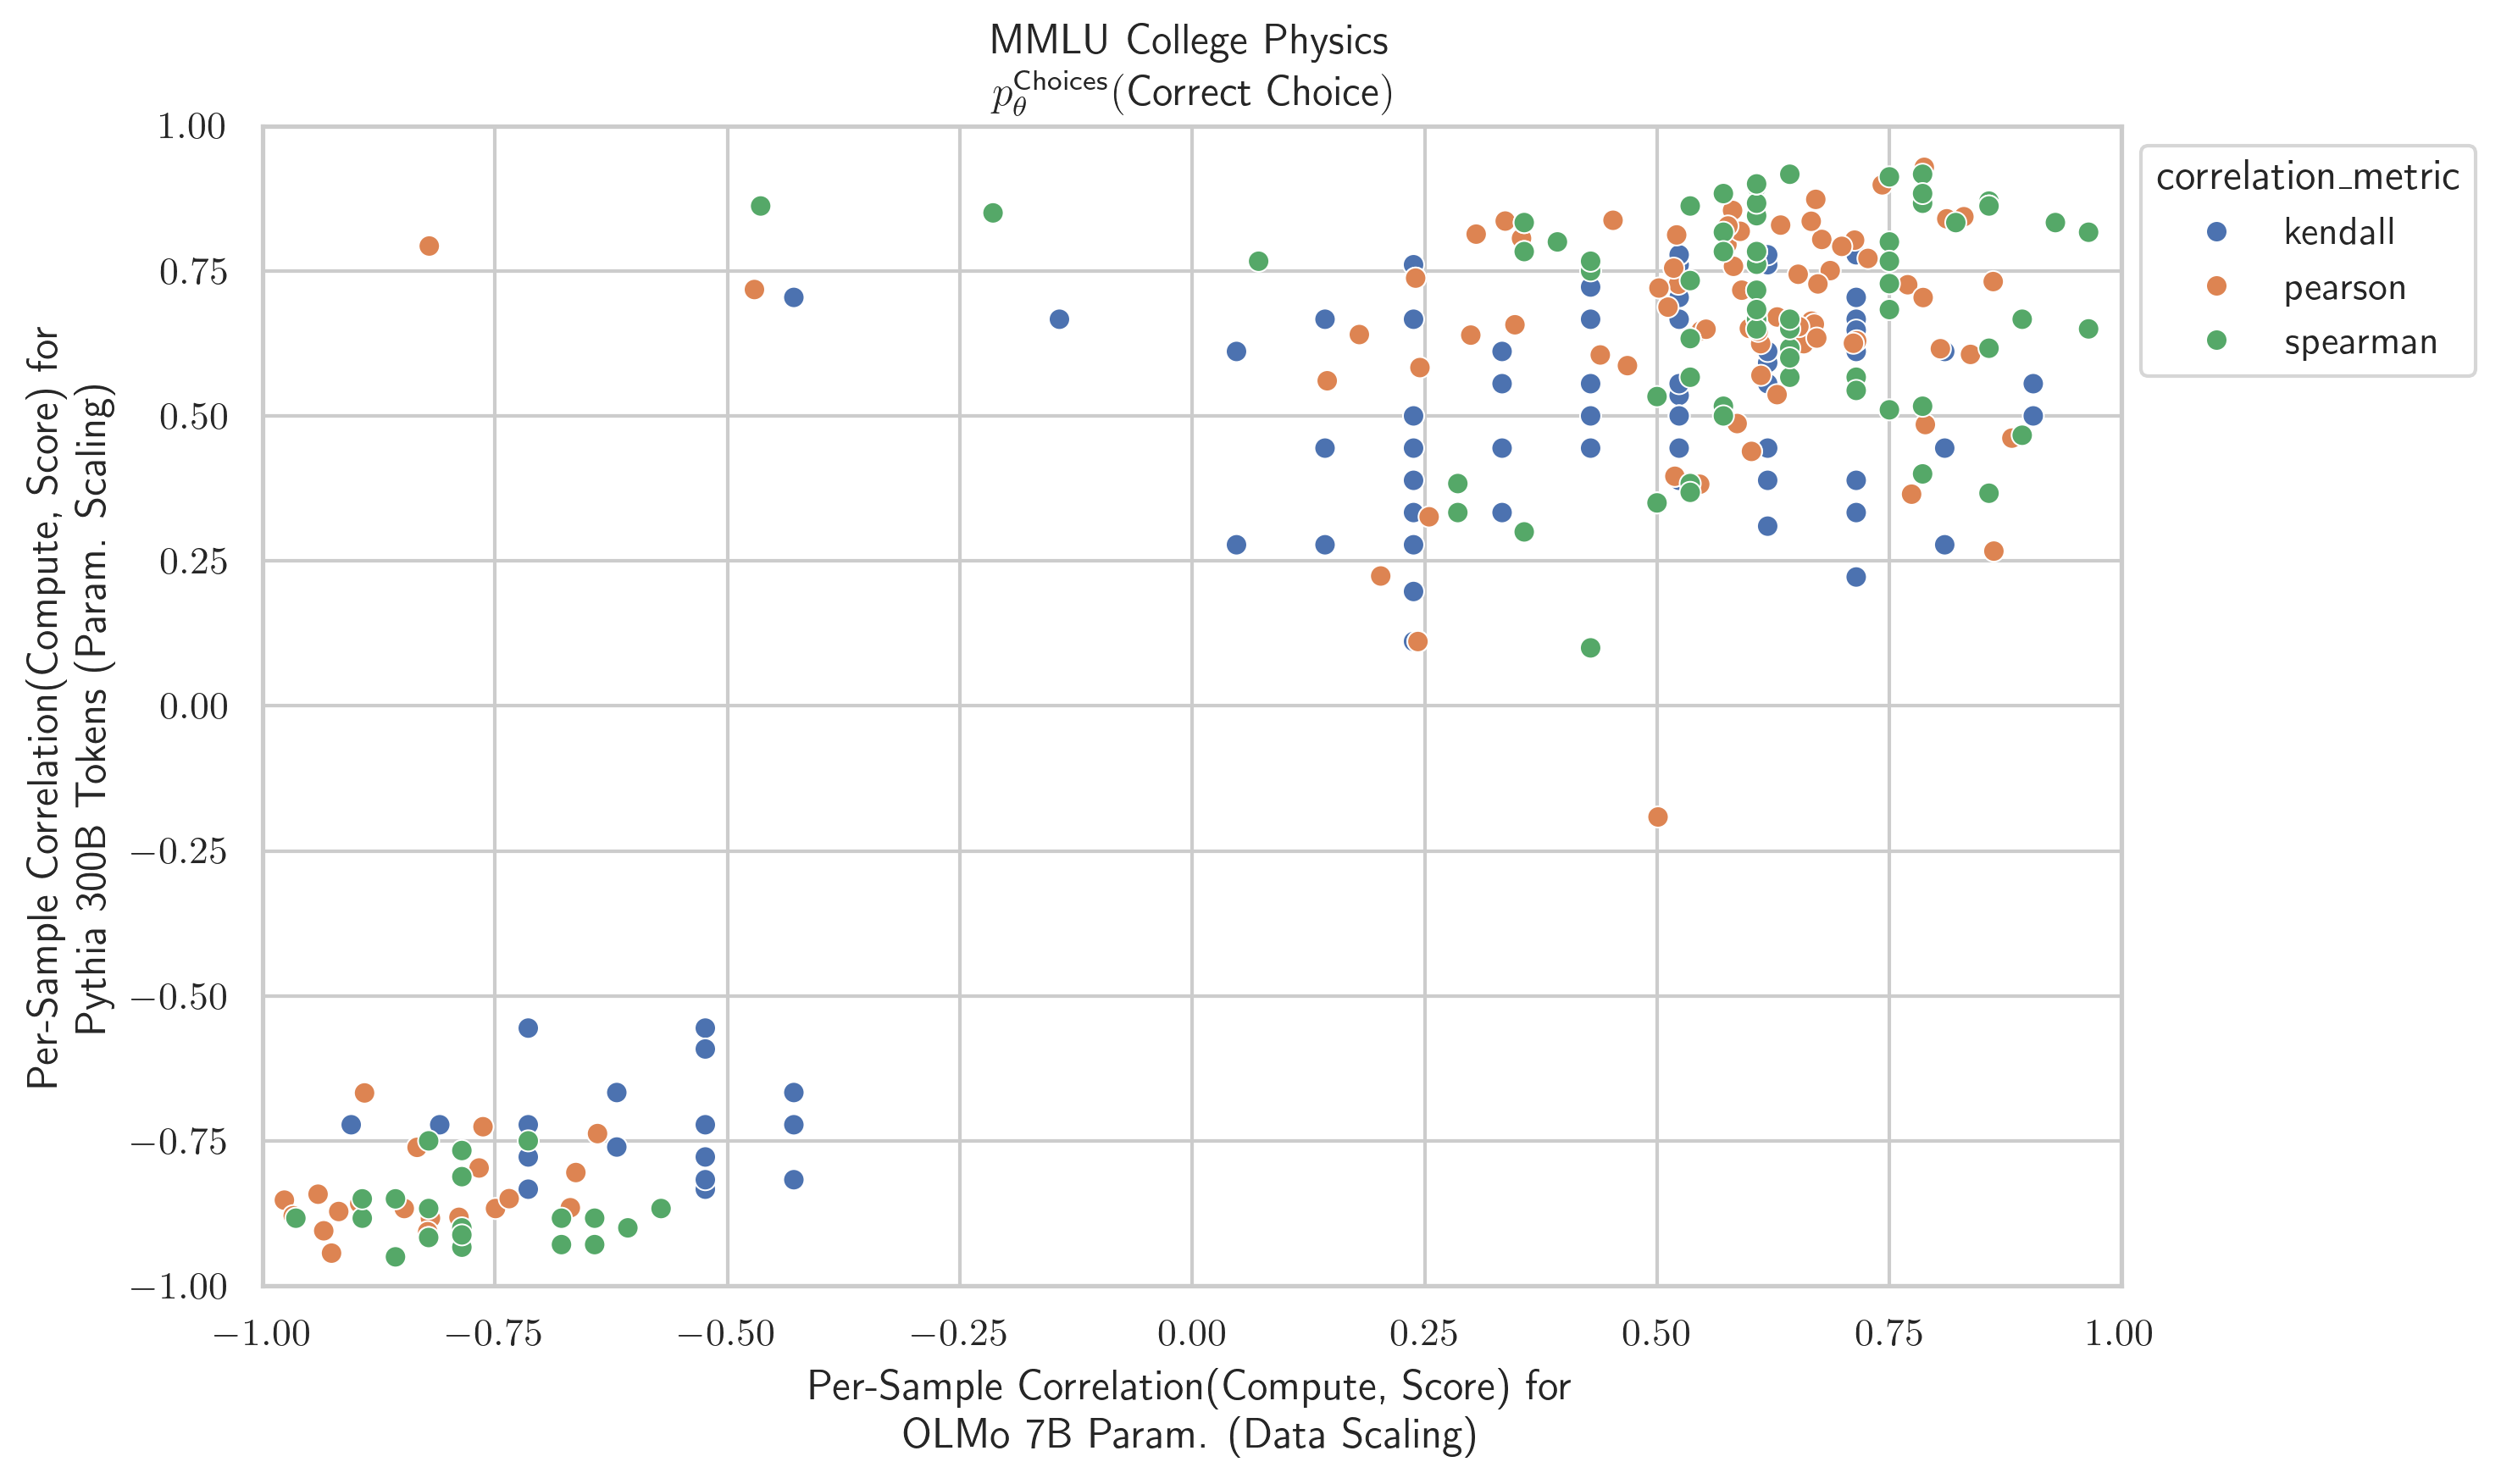 MMLU College Physics
p_θ^Choices(Correct Choice)
1.00
0.75
0.50
0.25
0.00
−0.25
−0.50
−0.75
−1.00
Per-Sample Correlation(Compute, Score) for
Pythia 300B Tokens (Param. Scaling)
−1.00 −0.75 −0.50 −0.25 0.00 0.25 0.50 0.75 1.00
Per-Sample Correlation(Compute, Score) for
OLMo 7B Param. (Data Scaling)
correlation_metric
kendall
pearson
spearman